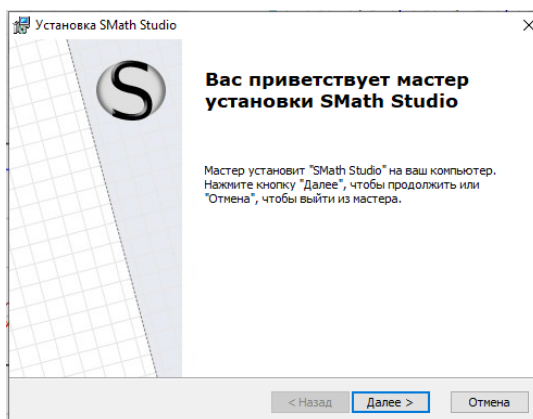 Установка SMath Studio
S
Вас приветствует мастер
установки SMath Studio
Мастер установит "SMath Studio" на ваш компьютер.
Нажмите кнопку "Далее", чтобы продолжить или
"Отмена", чтобы выйти из мастера.
< Назад
Далее >
Отмена